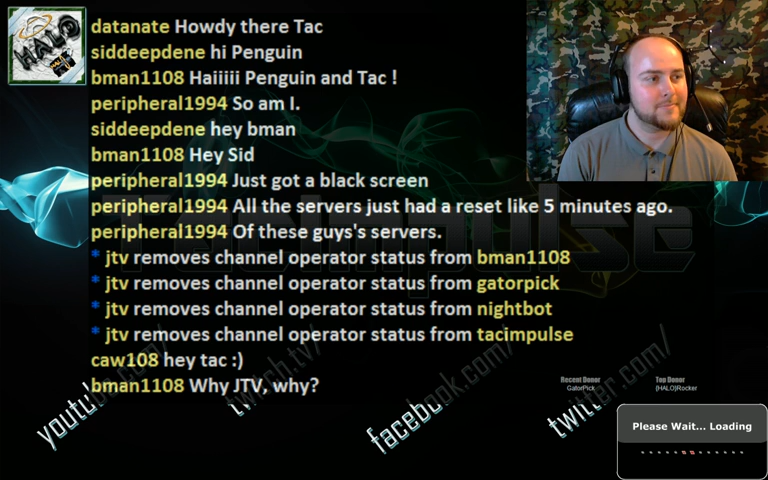 HALO
datanate Howdy there Tac
siddeepdene hi Penguin
bman1108 Haiiiii Penguin and Tac !
peripheral1994 So am I.
siddeepdene hey bman
bman1108 Hey Sid
peripheral1994 Just got a black screen
peripheral1994 All the servers just had a reset like 5 minutes ago.
peripheral1994 Of these guys's servers.
Tacimpulse
* jtv removes channel operator status from bman1108
* jtv removes channel operator status from gatorpick
* jtv removes channel operator status from nightbot
* jtv removes channel operator status from tacimpulse
caw108 hey tac :)
bman1108 Why JTV, why?
youtube.com/
twitch.tv/
facebook.com/
twitter.com/
Recent Donor
GatorPick
Top Donor
(HALO)Rocker
Please Wait... Loading